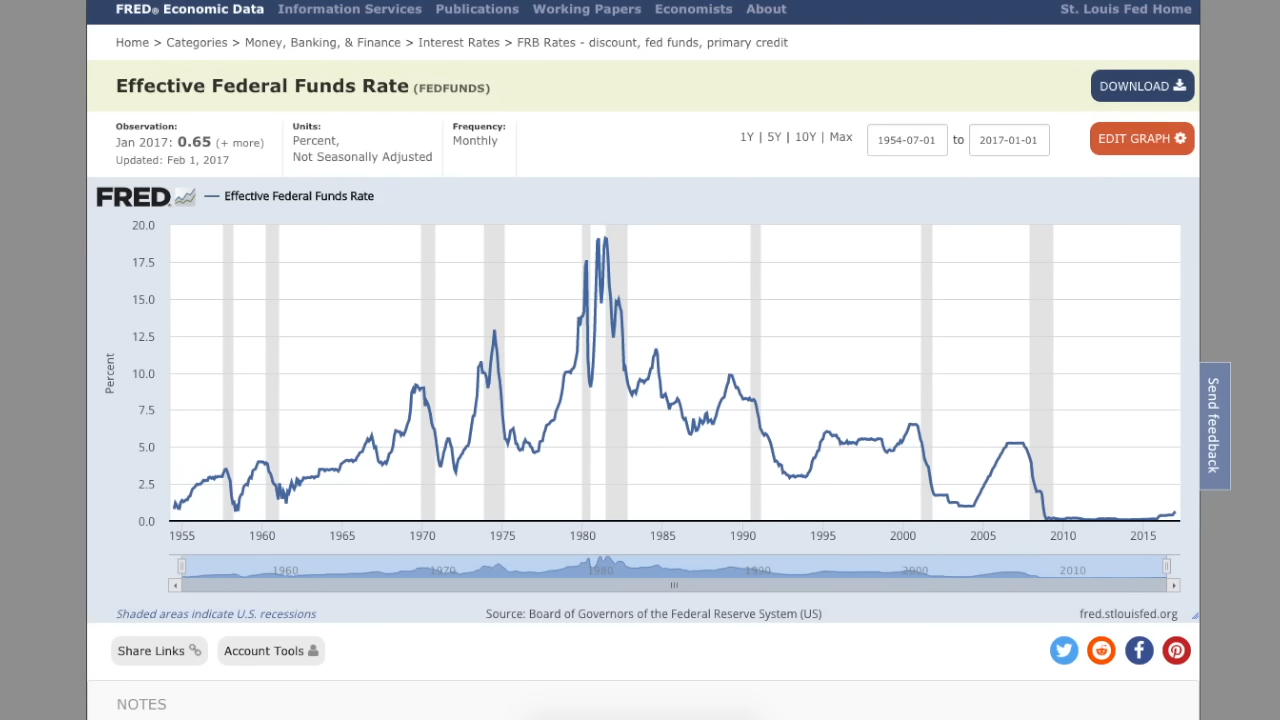 FRED® Economic Data Information Services Publications Working Papers Economists About St. Louis Fed Home
Home > Categories > Money, Banking, & Finance > Interest Rates > FRB Rates - discount, fed funds, primary credit
Effective Federal Funds Rate (FEDFUNDS)
DOWNLOAD
Observation:
Jan 2017: 0.65 (+ more)
Updated: Feb 1, 2017
Units:
Percent,
Not Seasonally Adjusted
Frequency:
Monthly
1Y | 5Y | 10Y | Max 1954-07-01 to 2017-01-01
EDIT GRAPH
FRED Effective Federal Funds Rate
Percent
20.0
17.5
15.0
12.5
10.0
7.5
5.0
2.5
0.0
1955 1960 1965 1970 1975 1980 1985 1990 1995 2000 2005 2010 2015
1960 1970 1980 1990 2000 2010
Shaded areas indicate U.S. recessions Source: Board of Governors of the Federal Reserve System (US) fred.stlouisfed.org
Send feedback
Share Links Account Tools
NOTES